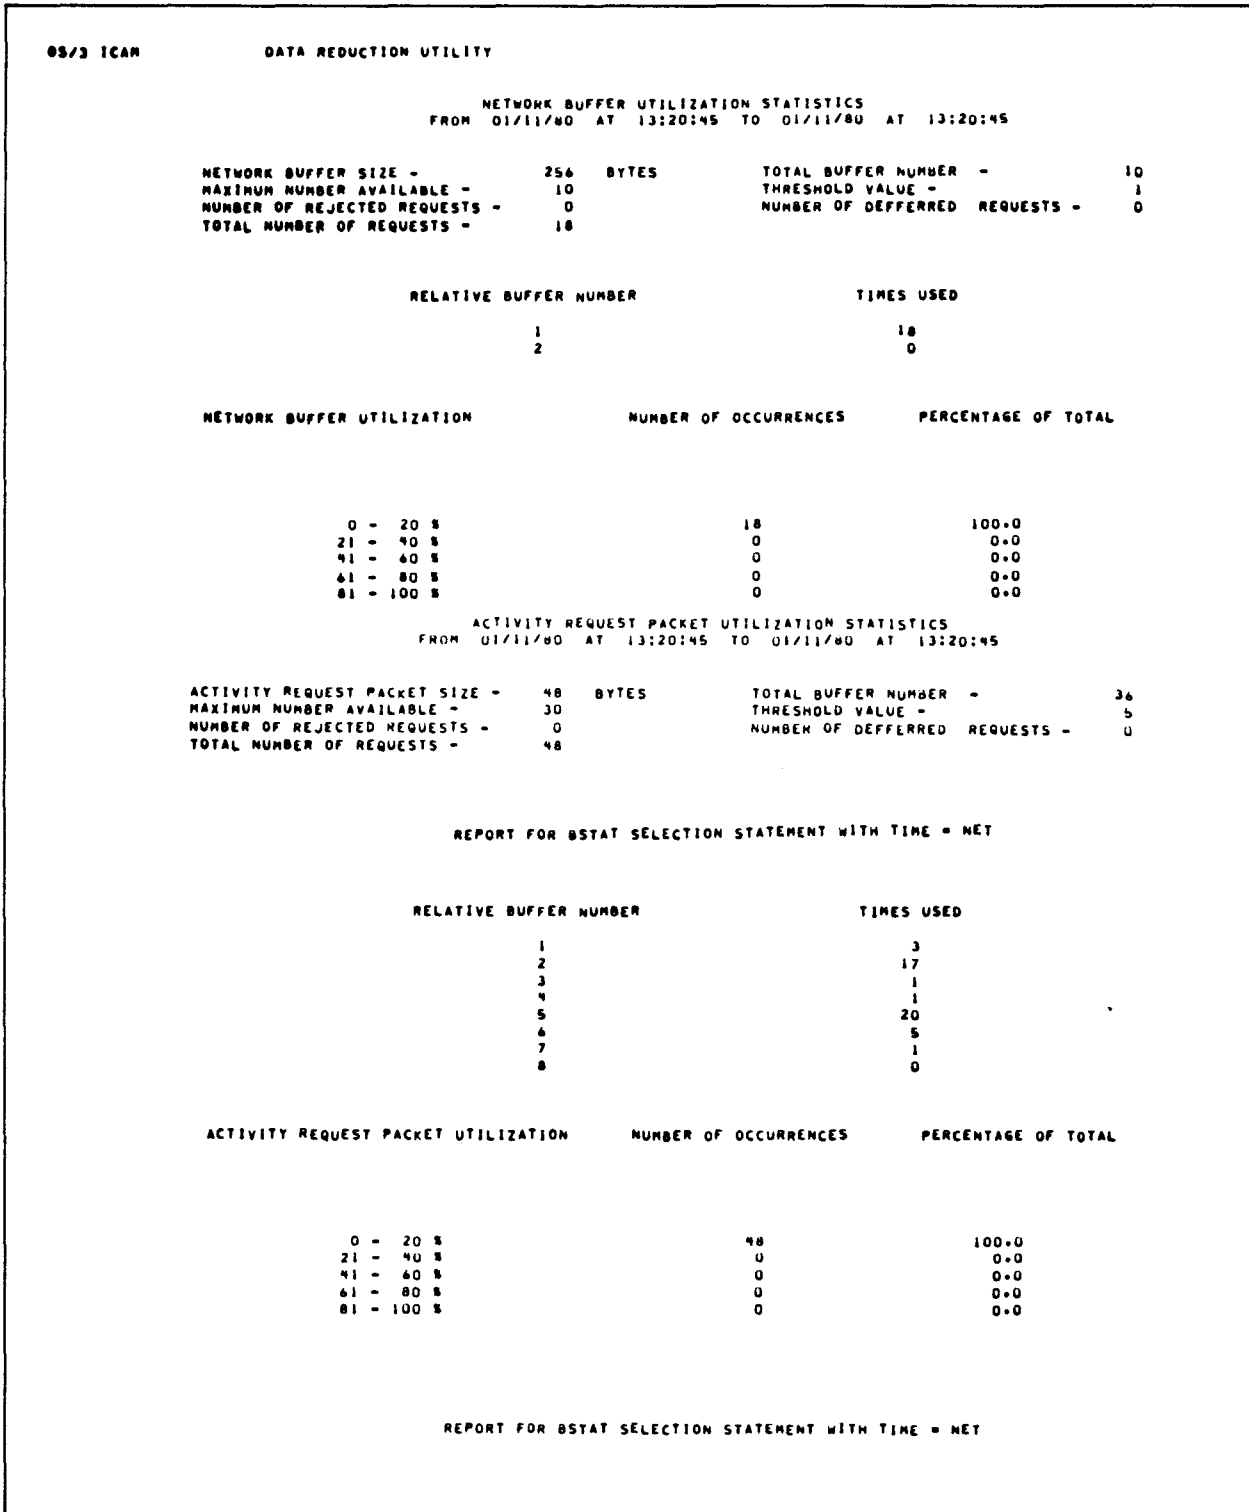 OS/3 ICAM DATA REDUCTION UTILITY
NETWORK BUFFER UTILIZATION STATISTICS
FROM 01/11/80 AT 13:20:45 TO 01/11/80 AT 13:20:45
NETWORK BUFFER SIZE - 256 BYTES TOTAL BUFFER NUMBER - 10
MAXIMUM NUMBER AVAILABLE - 10 THRESHOLD VALUE - 1
NUMBER OF REJECTED REQUESTS - 0 NUMBER OF DEFFERRED REQUESTS - 0
TOTAL NUMBER OF REQUESTS - 18
RELATIVE BUFFER NUMBER TIMES USED
1 18
2 0
NETWORK BUFFER UTILIZATION NUMBER OF OCCURRENCES PERCENTAGE OF TOTAL
0 - 20 % 18 100.0
21 - 40 % 0 0.0
41 - 60 % 0 0.0
61 - 80 % 0 0.0
81 - 100 % 0 0.0
ACTIVITY REQUEST PACKET UTILIZATION STATISTICS
FROM 01/11/80 AT 13:20:45 TO 01/11/80 AT 13:20:45
ACTIVITY REQUEST PACKET SIZE - 48 BYTES TOTAL BUFFER NUMBER - 36
MAXIMUM NUMBER AVAILABLE - 30 THRESHOLD VALUE - 5
NUMBER OF REJECTED REQUESTS - 0 NUMBER OF DEFFERRED REQUESTS - 0
TOTAL NUMBER OF REQUESTS - 48
REPORT FOR BSTAT SELECTION STATEMENT WITH TIME = NET
RELATIVE BUFFER NUMBER TIMES USED
1 3
2 17
3 1
4 1
5 20
6 5
7 1
8 0
ACTIVITY REQUEST PACKET UTILIZATION NUMBER OF OCCURRENCES PERCENTAGE OF TOTAL
0 - 20 % 48 100.0
21 - 40 % 0 0.0
41 - 60 % 0 0.0
61 - 80 % 0 0.0
81 - 100 % 0 0.0
REPORT FOR BSTAT SELECTION STATEMENT WITH TIME = NET